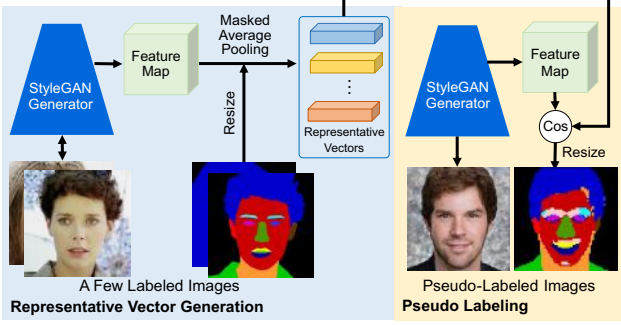 Masked
Average
Pooling
StyleGAN
Generator
Feature
Map
Resize
⋮
Representative
Vectors
A Few Labeled Images
Representative Vector Generation
StyleGAN
Generator
Feature
Map
Cos
Resize
Pseudo-Labeled Images
Pseudo Labeling